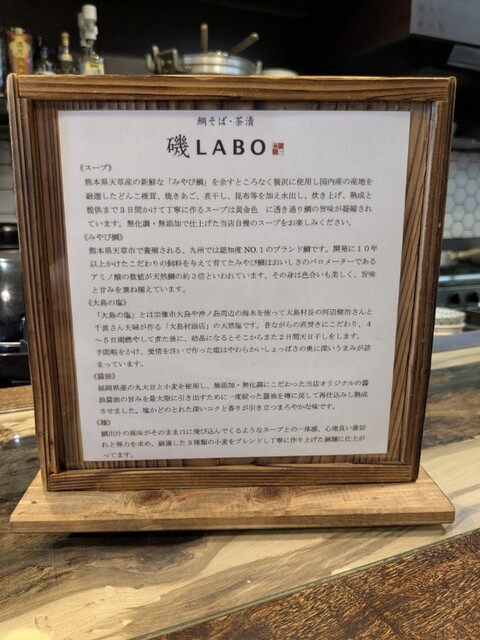 鯛そば・茶漬
磯 LABO
《スープ》
熊本県天草産の新鮮な「みやび鯛」を余すところなく贅沢に使用し国内産の産地を
厳選したどんこ椎茸、焼きあご、煮干し、昆布等を加え水出し、炊き上げ、熟成と
提供まで3日間かけて丁寧に作るスープは黄金色　に透き通り鯛の旨味が凝縮され
ています。無化調・無添加で仕上げた当店自慢のスープをお楽しみください。
《みやび鯛》
熊本県天草市で養殖される、九州では認知度NO.1のブランド鯛です。開発に10年
以上かけたこだわりの飼料を与えて育てたみやび鯛はおいしさのバロメーターである
アミノ酸の数値が天然鯛の約3倍といわれています。その身は色合いも美しく、旨味
と甘みを兼ね備えています。
《大島の塩》
「大島の塩」とは宗像市大島や沖ノ島周辺の海水を使って大島村長の河辺健治さんと
千波さん夫婦が作る「大島村商店」の天然塩です。昔ながらの直焚きにこだわり、4
～5日間燃やして煮た後に、結晶になるとそこからまた2日間天日干しをします。
手間暇をかけ、愛情を注いで作った塩はやわらかいしょっぱさの奥に深いうまみが詰
まっています。
《醤油》
福岡県産の丸大豆と小麦を使用し、無添加・無化調にこだわった当店オリジナルの醤
油醤油の旨みを最大限に引き出すために一度絞った醤油を樽に戻して再仕込みし熟成
させました。塩かどのとれた深いコクと香りが引き立つまろやかな味です。
《麺》
鯛出汁の風味がそのまま口に飛び込んでくるようなスープとの一体感、心地良い歯切
れと弾力を求め、厳選した3種類の小麦をブレンドし丁寧に作り上げた細麺に仕上が
ってます。